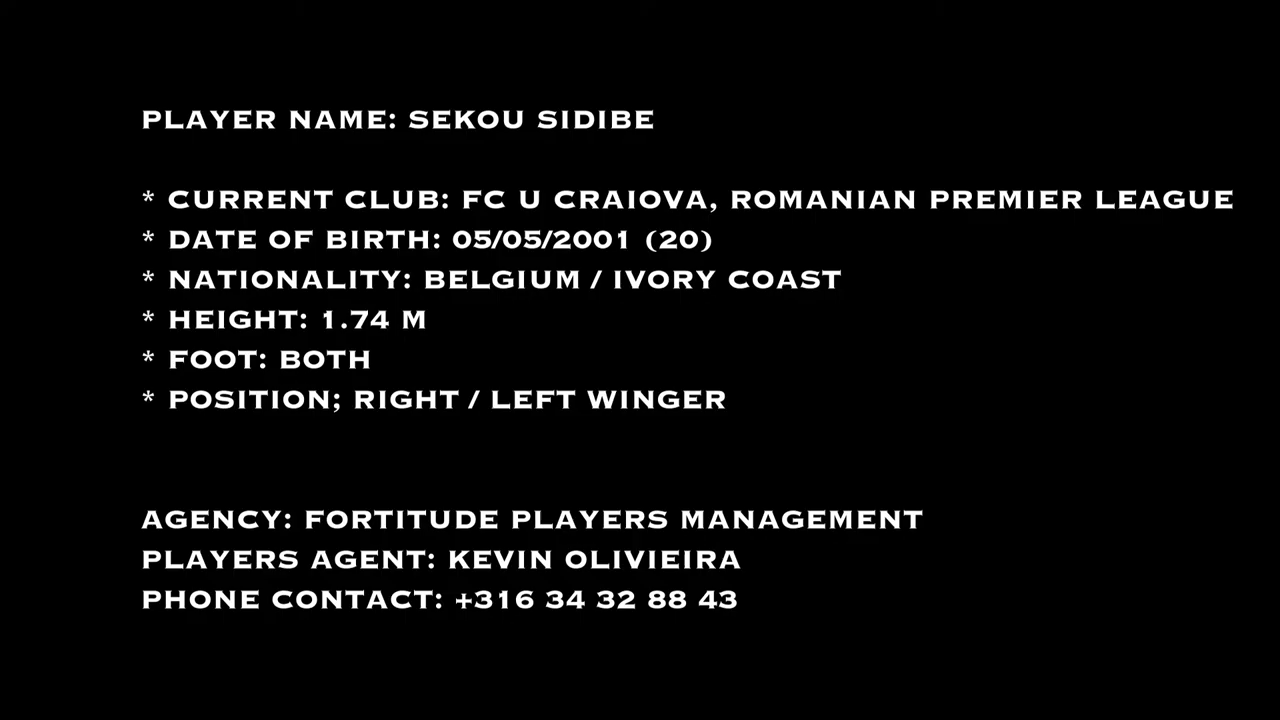 PLAYER NAME: SEKOU SIDIBE
* CURRENT CLUB: FC U CRAIOVA, ROMANIAN PREMIER LEAGUE
* DATE OF BIRTH: 05/05/2001 (20)
* NATIONALITY: BELGIUM / IVORY COAST
* HEIGHT: 1.74 M
* FOOT: BOTH
* POSITION; RIGHT / LEFT WINGER
AGENCY: FORTITUDE PLAYERS MANAGEMENT
PLAYERS AGENT: KEVIN OLIVIEIRA
PHONE CONTACT: +316 34 32 88 43